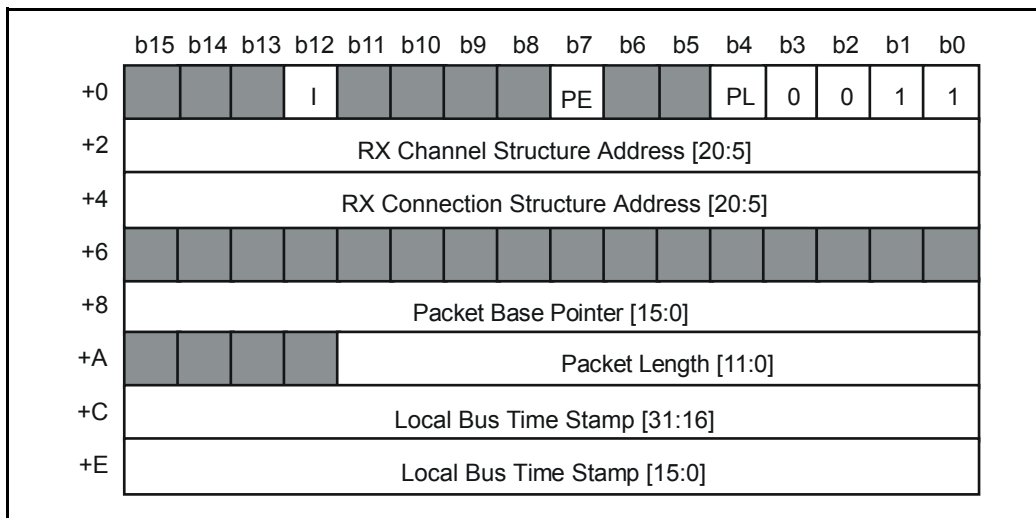 b15 b14 b13 b12 b11 b10 b9 b8 b7 b6 b5 b4 b3 b2 b1 b0
+0 I PE PL 0 0 1 1
+2 RX Channel Structure Address [20:5]
+4 RX Connection Structure Address [20:5]
+6
+8 Packet Base Pointer [15:0]
+A Packet Length [11:0]
+C Local Bus Time Stamp [31:16]
+E Local Bus Time Stamp [15:0]